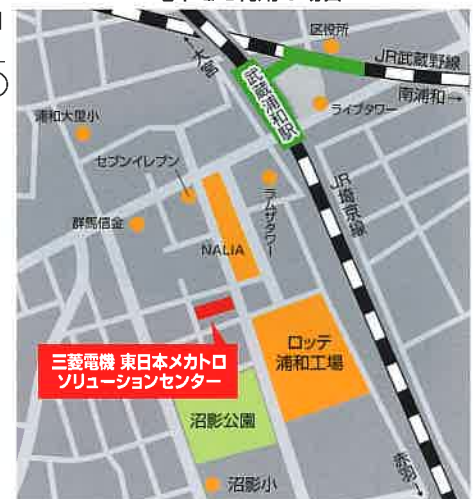 区役所
←大宮
JR武蔵野線
南浦和→
武蔵浦和駅
ライブタワー
浦和大里小
セブンイレブン
ラムザタワー
JR埼京線
群馬信金
NALIA
三菱電機 東日本メカトロ
ソリューションセンター
ロッテ
浦和工場
沼影公園
沼影小
赤羽→